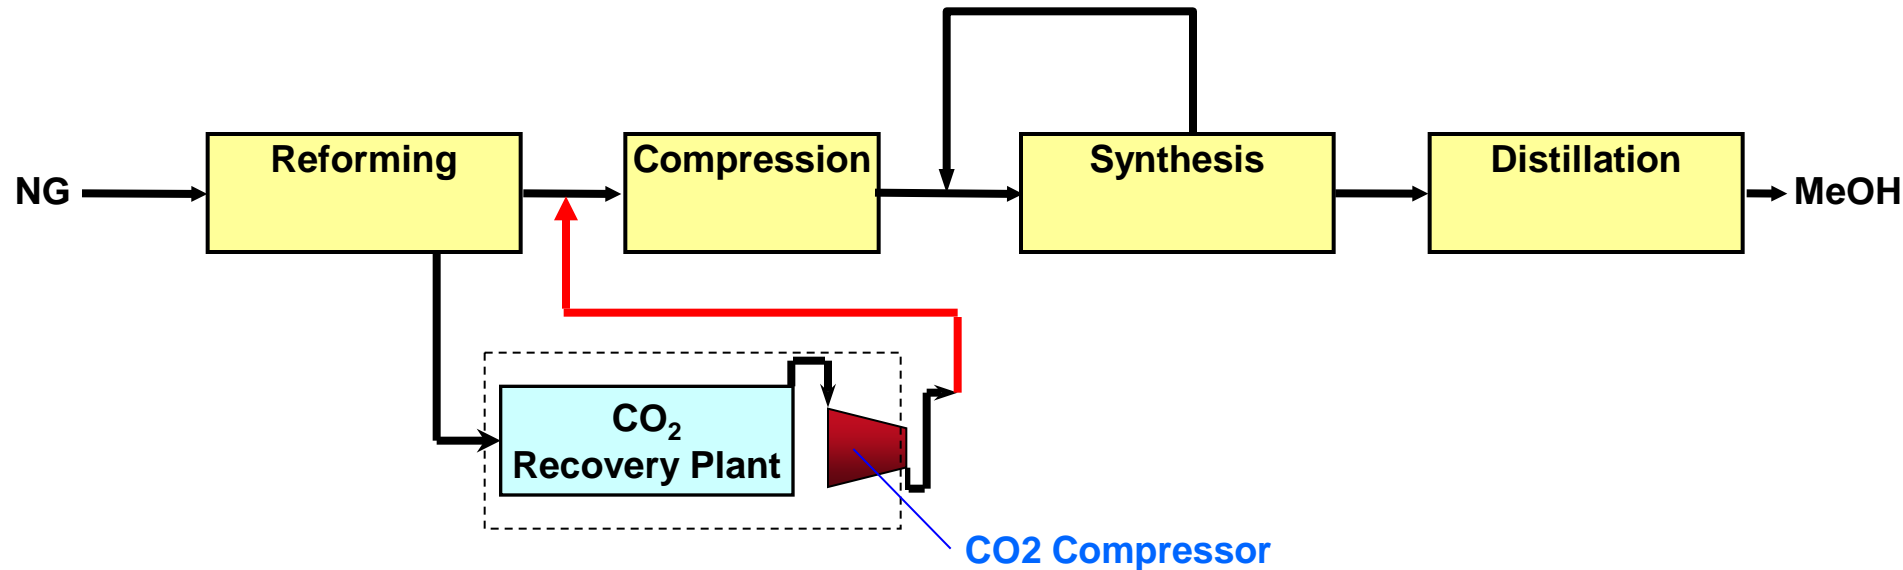 NG
Reforming
Compression
Synthesis
Distillation
MeOH
CO₂
Recovery Plant
CO2 Compressor